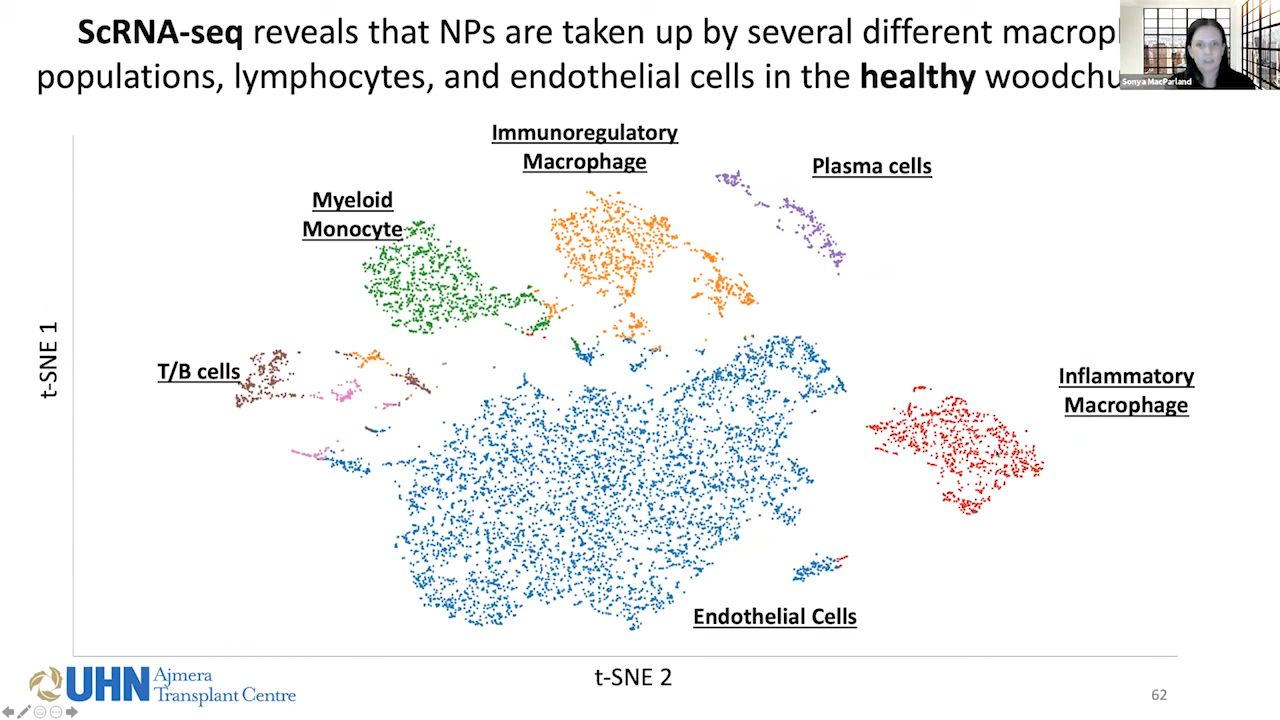 ScRNA-seq reveals that NPs are taken up by several different
populations, lymphocytes, and endothelial cells in the healthy
Sonya MacParland
Immunoregulatory
Macrophage
Plasma cells
Myeloid
Monocyte
T/B cells
Inflammatory
Macrophage
Endothelial Cells
t-SNE 1
t-SNE 2
UHN Ajmera
Transplant Centre
62